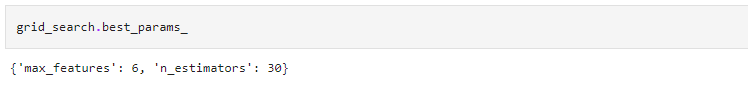 grid_search.best_params_
{'max_features': 6, 'n_estimators': 30}